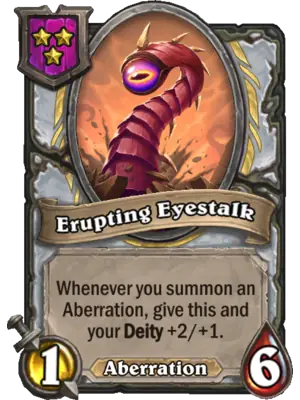 Erupting Eyestalk
Whenever you summon an
Aberration, give this and
your Deity +2/+1.
1
Aberration
6